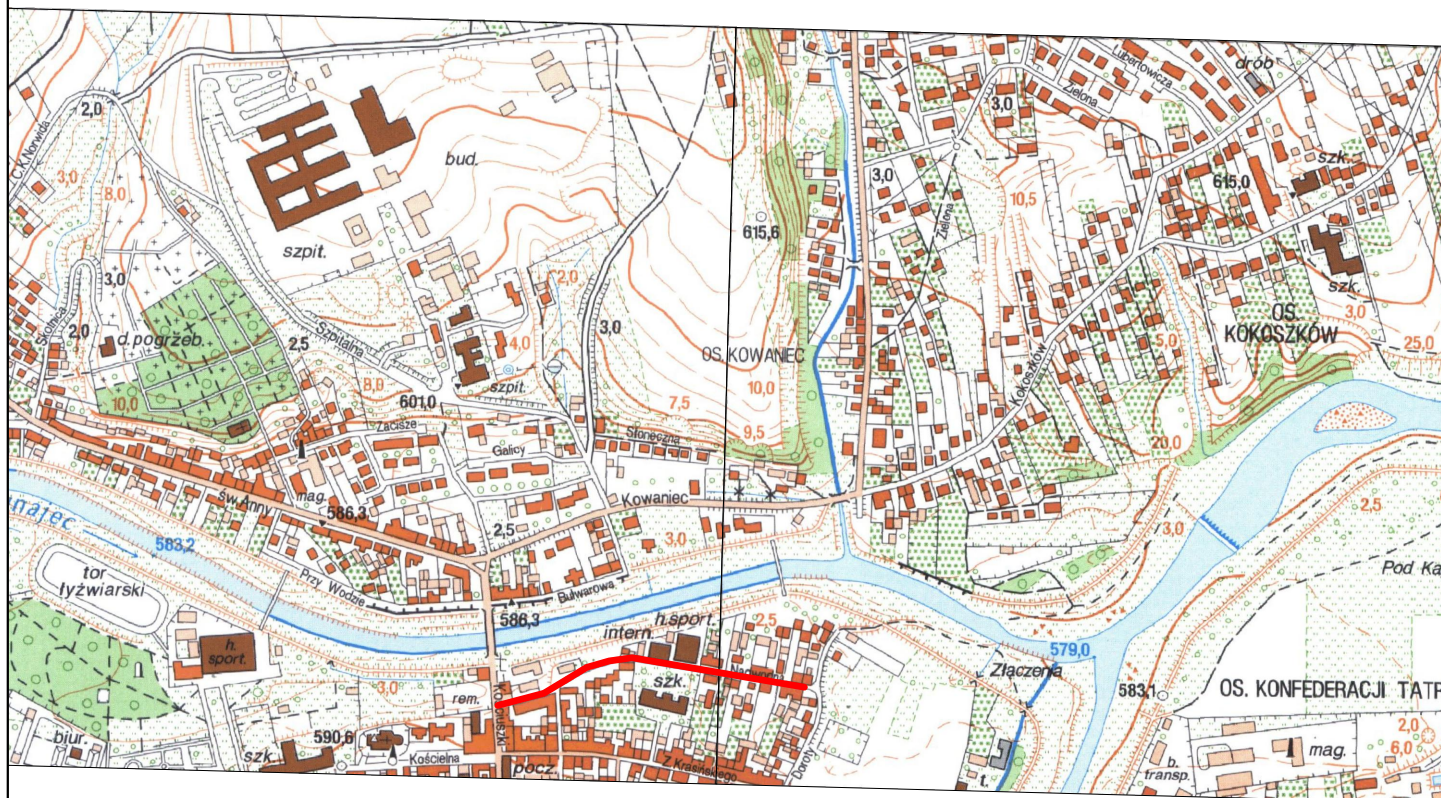 C.K.Norwida
2,0
3,0
8,0
bud.
szpit.
615,6
3,0
Zielona
Lubertowicza
Zielona
drób
3,0
szk.
615,0
10,5
szk.
OS.
KOKOSZKÓW
3,0
25,0
5,0
3,0
2,0
d. pogrzeb.
10,0
2,5
Szpitalna
8,0
601,0
szpit.
4,0
2,0
3,0
OS. KOWANIEC
10,0
7,5
9,5
Kokoszków
20,0
Zacisze
Galicy
Słoneczna
Kowaniec
mag.
586,3
św. Anny
2,5
3,0
3,0
2,5
583,2
tor
łyżwiarski
Przy Wodzie
Bulwarowa
586,3
intern.
h.sport.
2,5
h.
sport.
3,0
rem.
szk.
579,0
Złączenia
583,1
OS. KONFEDERACJI TATR
2,0
6,0
mag.
b.
transp.
biur.
szk.
590,6
Kościelna
pocz.
Z. Krasińskiego
Doroty
t.